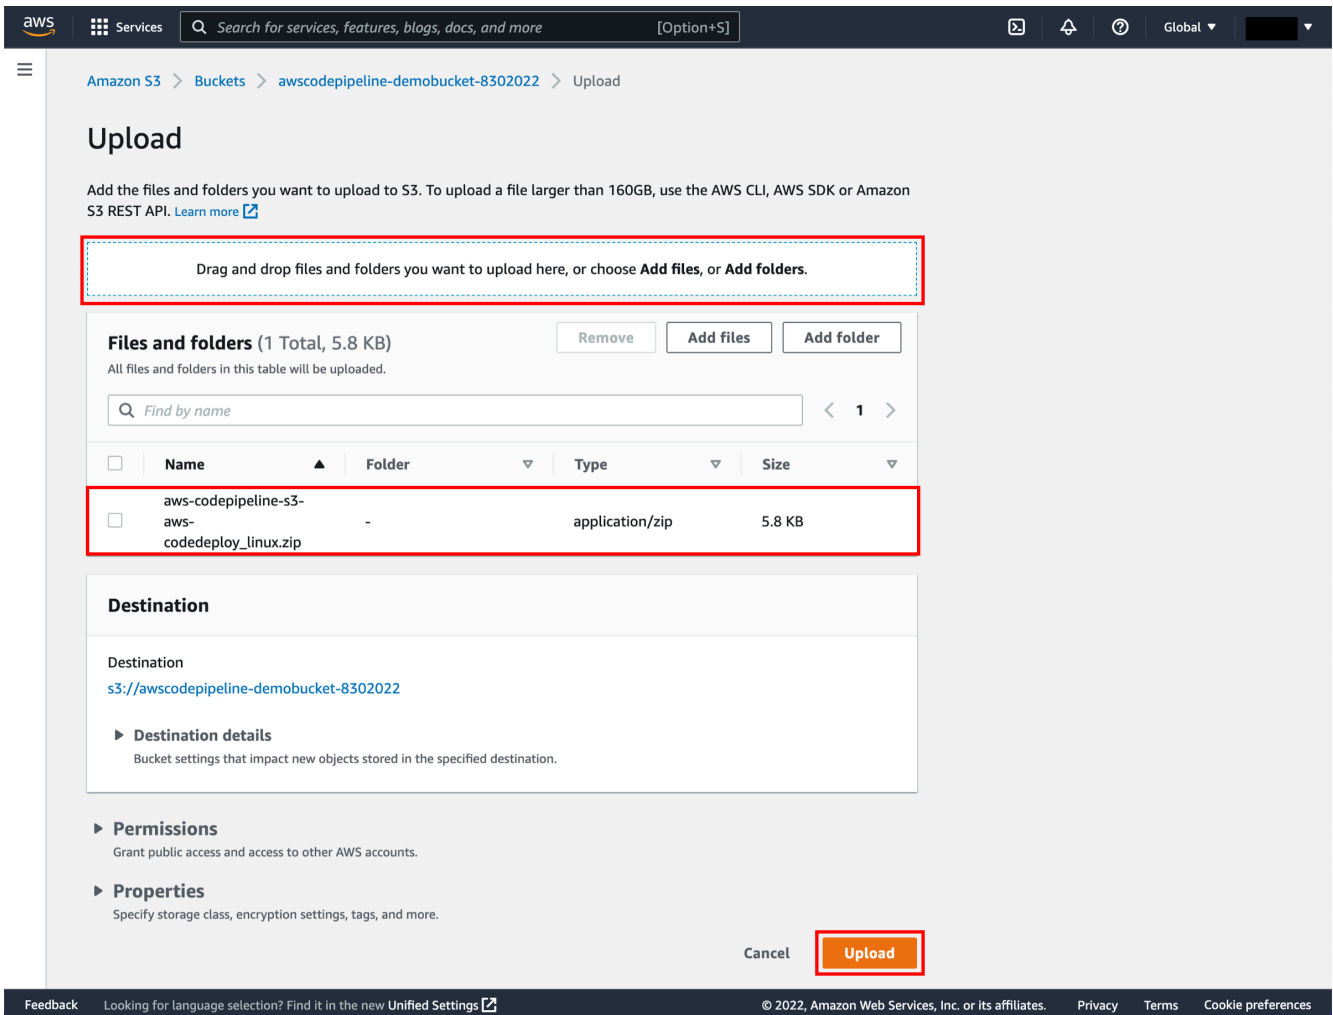 aws Services Search for services, features, blogs, docs, and more [Option+S] Global
Amazon S3 Buckets awscodepipeline-demobucket-8302022 Upload
Upload
Add the files and folders you want to upload to S3. To upload a file larger than 160GB, use the AWS CLI, AWS SDK or Amazon
S3 REST API. Learn more
Drag and drop files and folders you want to upload here, or choose Add files, or Add folders.
Files and folders (1 Total, 5.8 KB) Remove Add files Add folder
All files and folders in this table will be uploaded.
Find by name 1
Name Folder Type Size
aws-codepipeline-s3-
aws- - application/zip 5.8 KB
codedeploy_linux.zip
Destination
Destination
s3://awscodepipeline-demobucket-8302022
Destination details
Bucket settings that impact new objects stored in the specified destination.
Permissions
Grant public access and access to other AWS accounts.
Properties
Specify storage class, encryption settings, tags, and more.
Cancel Upload
Feedback Looking for language selection? Find it in the new Unified Settings © 2022, Amazon Web Services, Inc. or its affiliates. Privacy Terms Cookie preferences